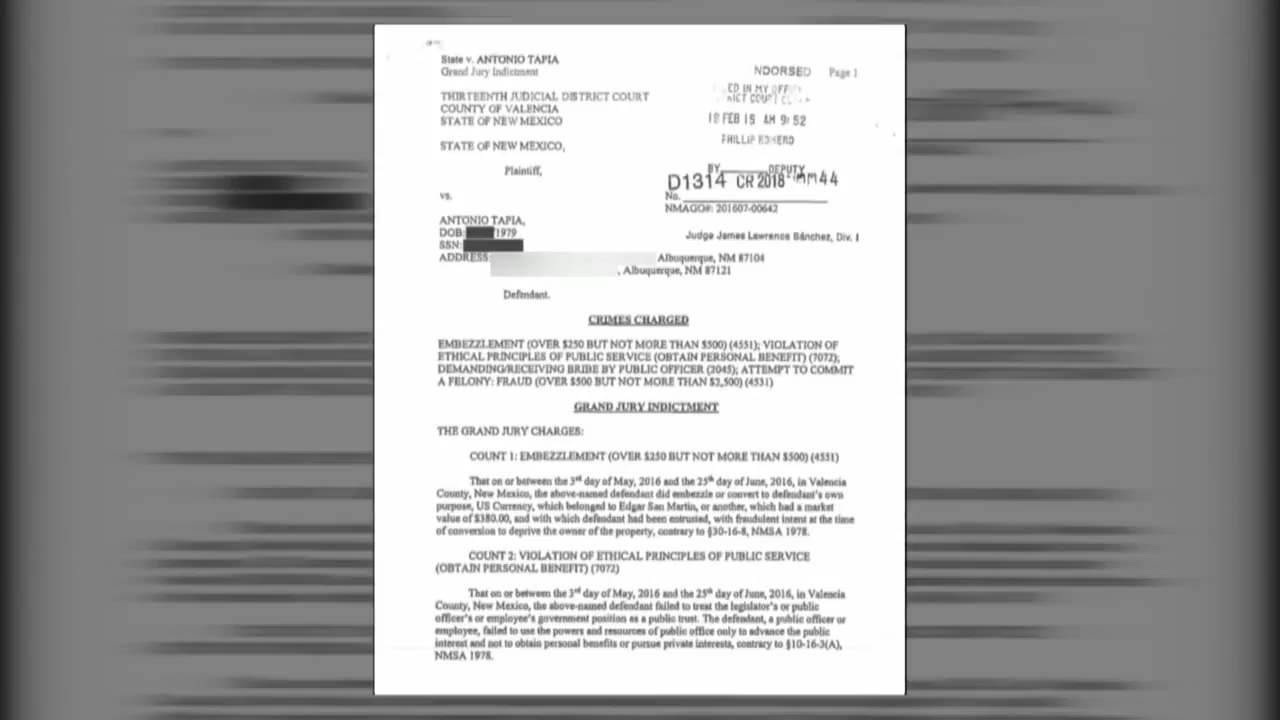 State v. ANTONIO TAPIA
Grand Jury Indictment
NDORSED Page 1
ED IN MY OFF
THIRTEENTH JUDICIAL DISTRICT COURT
COUNTY OF VALENCIA
STATE OF NEW MEXICO
AM 9:52
STATE OF NEW MEXICO,
Plaintiff,
BY DEPUTY
D1314 CR 2018
vs.
No.
NMAGO#: 201607-00642
ANTONIO TAPIA,
DOB: 1979
Judge James Lawrence Sánchez, Div. I
SSN:
ADDRESS: Albuquerque, NM 87104
, Albuquerque, NM 87121
Defendant.
CRIMES CHARGED
EMBEZZLEMENT (OVER $250 BUT NOT MORE THAN $500) (4551); VIOLATION OF
ETHICAL PRINCIPLES OF PUBLIC SERVICE (OBTAIN PERSONAL BENEFIT) (7072);
DEMANDING/RECEIVING BRIBE BY PUBLIC OFFICER (2045); ATTEMPT TO COMMIT
A FELONY: FRAUD (OVER $500 BUT NOT MORE THAN $2,500) (4531)
GRAND JURY INDICTMENT
THE GRAND JURY CHARGES:
COUNT 1: EMBEZZLEMENT (OVER $250 BUT NOT MORE THAN $500) (4551)
That on or between the 3rd day of May, 2016 and the 25th day of June, 2016, in Valencia
County, New Mexico, the above-named defendant did embezzle or convert to defendant's own
purpose, US Currency, which belonged to Edgar San Martin, or another, which had a market
value of $380.00, and with which defendant had been entrusted, with fraudulent intent at the time
of conversion to deprive the owner of the property, contrary to §30-16-8, NMSA 1978.
COUNT 2: VIOLATION OF ETHICAL PRINCIPLES OF PUBLIC SERVICE
(OBTAIN PERSONAL BENEFIT) (7072)
That on or between the 3rd day of May, 2016 and the 25th day of June, 2016, in Valencia
County, New Mexico, the above-named defendant failed to treat the legislator's or public
officer's or employee's government position as a public trust. The defendant, a public officer or
employee, failed to use the powers and resources of public office only to advance the public
interest and not to obtain personal benefits or pursue private interests, contrary to §10-16-3(A),
NMSA 1978.